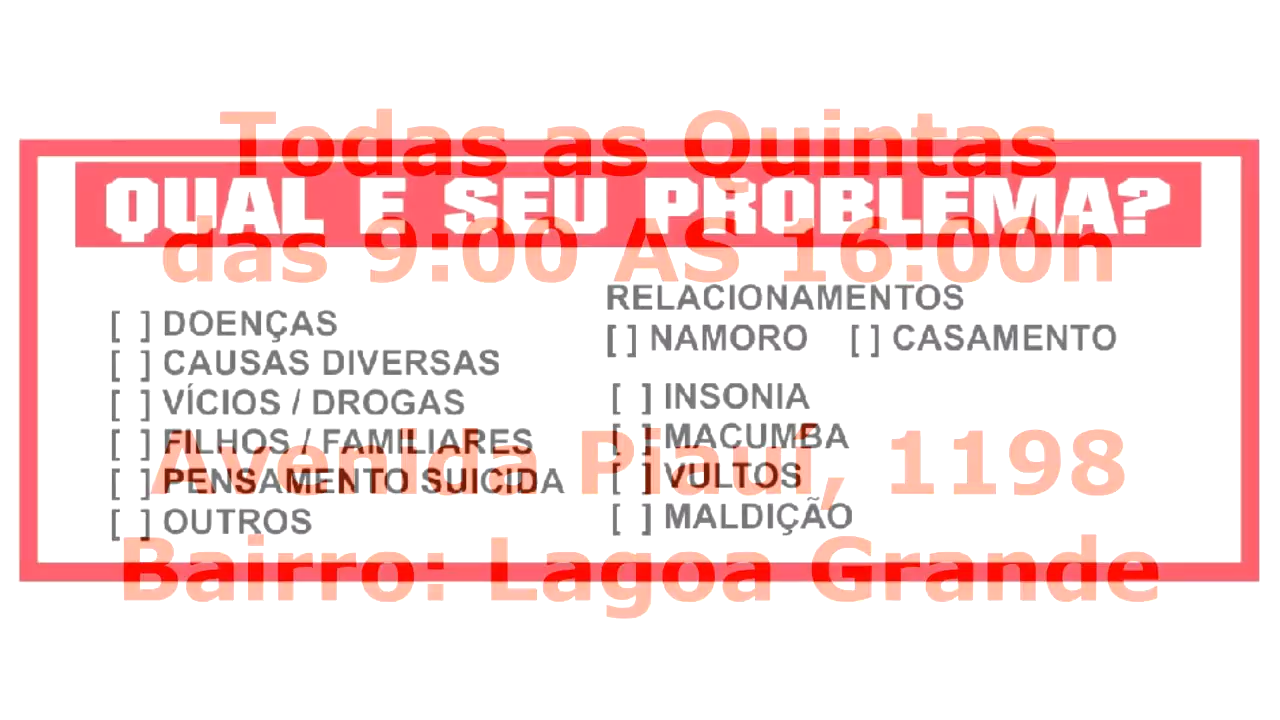 Todas as Quintas
das 9:00 AS 16:00h
Avenida Piauí, 1198
Bairro: Lagoa Grande
QUAL E SEU PROBLEMA?
[ ] DOENÇAS
[ ] CAUSAS DIVERSAS
[ ] VÍCIOS / DROGAS
[ ] FILHOS / FAMILIARES
[ ] PENSAMENTO SUICIDA
[ ] OUTROS
RELACIONAMENTOS
[ ] NAMORO [ ] CASAMENTO
[ ] INSONIA
[ ] MACUMBA
[ ] VULTOS
[ ] MALDIÇÃO